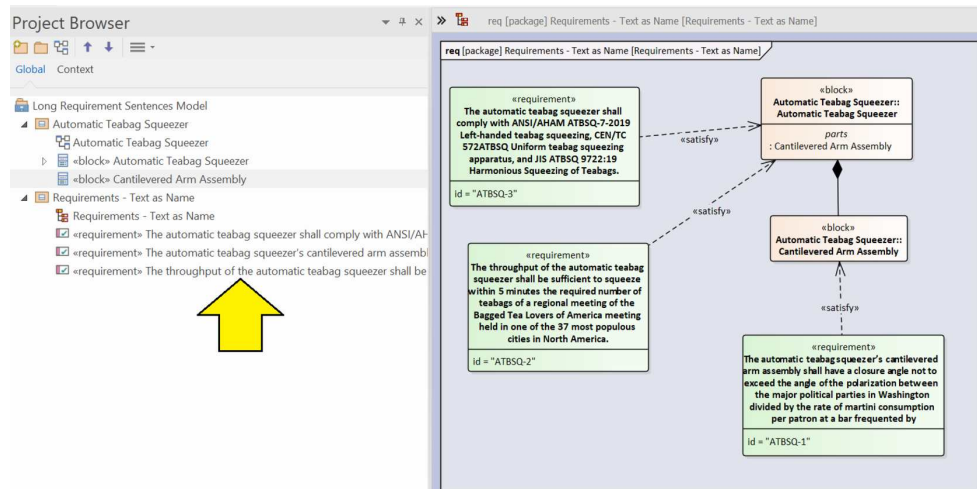 Project Browser
Global Context
Long Requirement Sentences Model
Automatic Teabag Squeezer
Automatic Teabag Squeezer
«block» Automatic Teabag Squeezer
«block» Cantilevered Arm Assembly
Requirements - Text as Name
Requirements - Text as Name
«requirement» The automatic teabag squeezer shall comply with ANSI/AH
«requirement» The automatic teabag squeezer's cantilevered arm assembl
«requirement» The throughput of the automatic teabag squeezer shall be
req [package] Requirements - Text as Name [Requirements - Text as Name]
req [package] Requirements - Text as Name [Requirements - Text as Name]
«requirement»
The automatic teabag squeezer shall
comply with ANSI/AHAM ATBSQ-7-2019
Left-handed teabag squeezing, CEN/TC
572ATBSQ Uniform teabag squeezing
apparatus, and JIS ATBSQ 9722:19
Harmonious Squeezing of Teabags.
id = "ATBSQ-3"
«satisfy»
«block»
Automatic Teabag Squeezer::
Automatic Teabag Squeezer
parts
: Cantilevered Arm Assembly
«satisfy»
«requirement»
The throughput of the automatic teabag
squeezer shall be sufficient to squeeze
within 5 minutes the required number of
teabags of a regional meeting of the
Bagged Tea Lovers of America meeting
held in one of the 37 most populous
cities in North America.
id = "ATBSQ-2"
«block»
Automatic Teabag Squeezer::
Cantilevered Arm Assembly
«satisfy»
«requirement»
The automatic teabag squeezer's cantilevered
arm assembly shall have a closure angle not to
exceed the angle of the polarization between
the major political parties in Washington
divided by the rate of martini consumption
per patron at a bar frequented by
id = "ATBSQ-1"